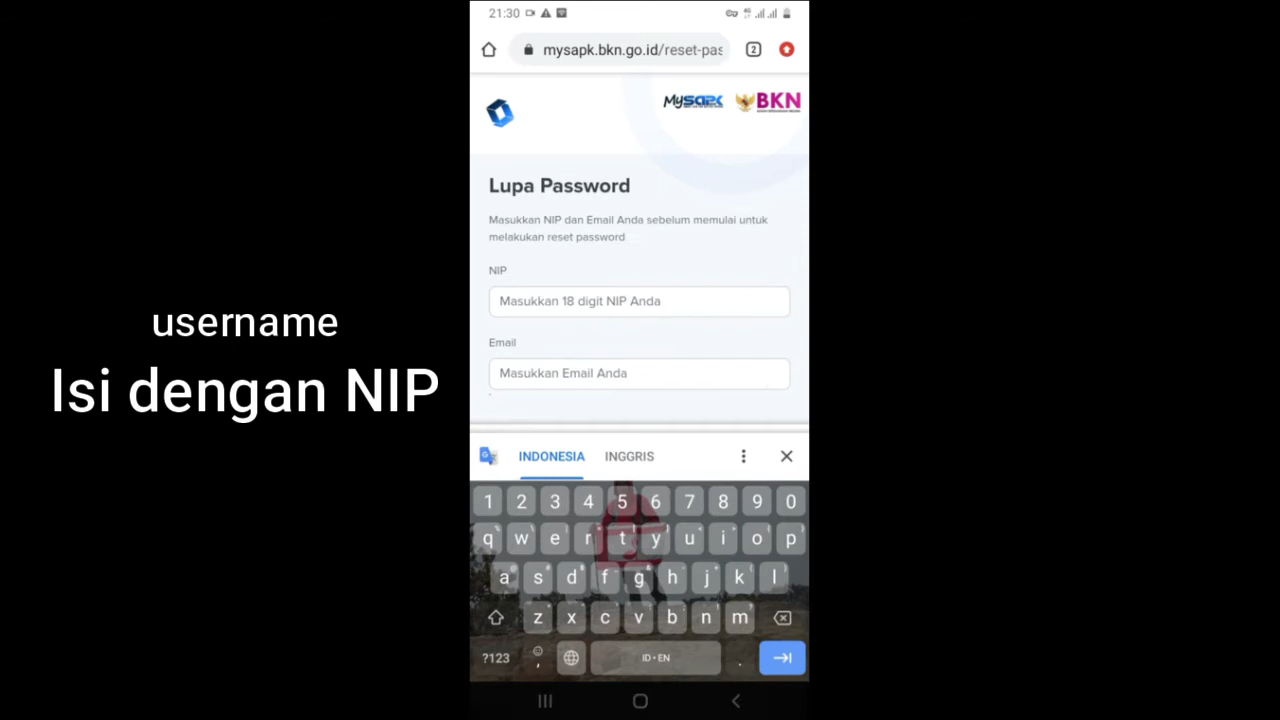 21:30
mysapk.bkn.go.id/reset-pas
2
MySAPK
BKN
Lupa Password
Masukkan NIP dan Email Anda sebelum memulai untuk
melakukan reset password
NIP
Masukkan 18 digit NIP Anda
Email
Masukkan Email Anda
username
Isi dengan NIP
INDONESIA INGGRIS
1 2 3 4 5 6 7 8 9 0
q w e r t y u i o p
a s d f g h j k l
z x c v b n m
?123 , ID • EN .